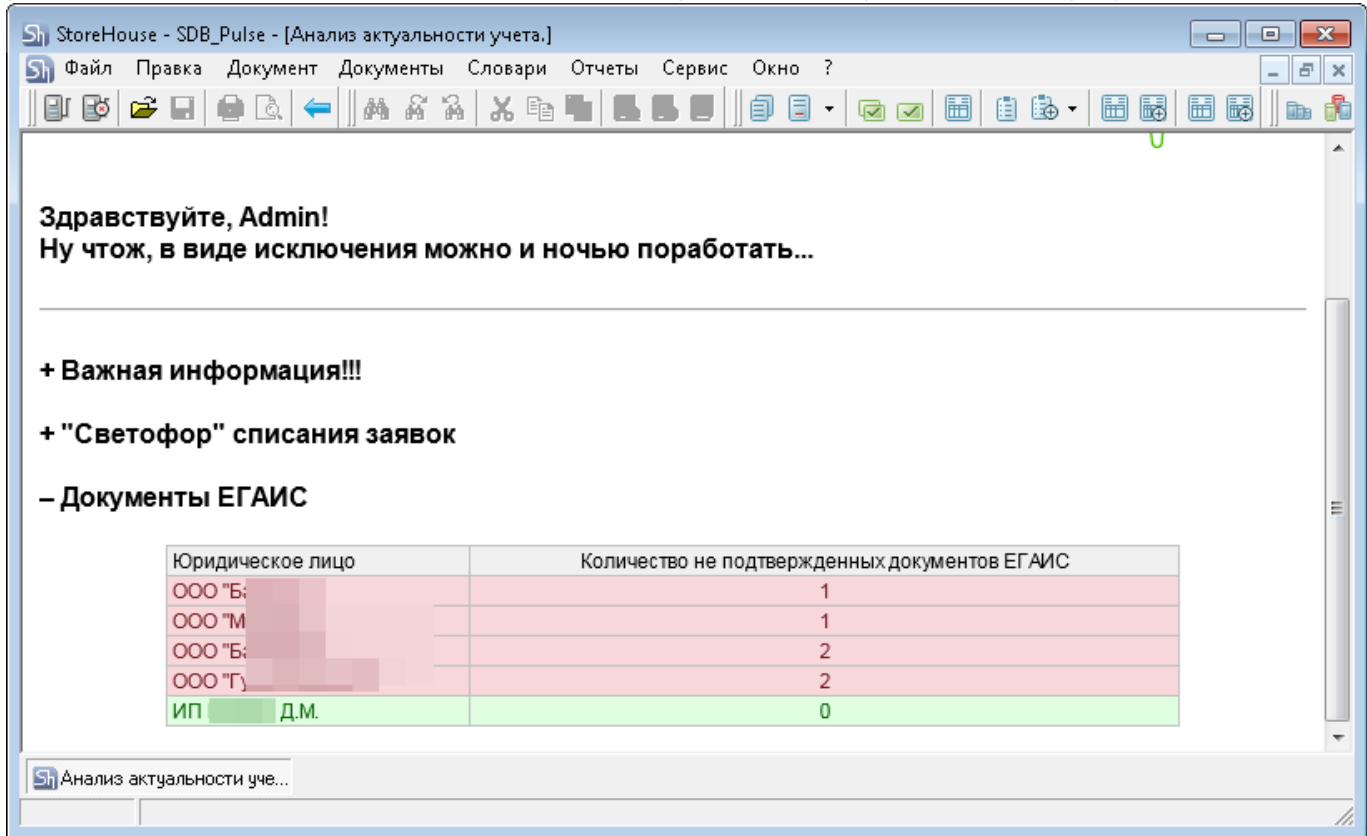 StoreHouse - SDB_Pulse - [Анализ актуальности учета.]
Файл Правка Документ Документы Словари Отчеты Сервис Окно ?
Здравствуйте, Admin!
Ну чтож, в виде исключения можно и ночью поработать...
+ Важная информация!!!
+ "Светофор" списания заявок
– Документы ЕГАИС
Юридическое лицо Количество не подтвержденных документов ЕГАИС
ООО 1
ООО 1
ООО 2
ООО 2
ИП Д.М. 0
Анализ актуальности уче...